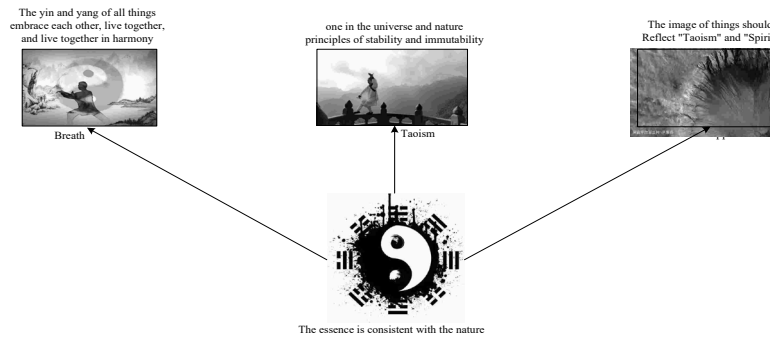 The yin and yang of all things
embrace each other, live together,
and live together in harmony
Breath
one in the universe and nature
principles of stability and immutability
Taoism
The image of things should
Reflect "Taoism" and "Spiri
The essence is consistent with the nature